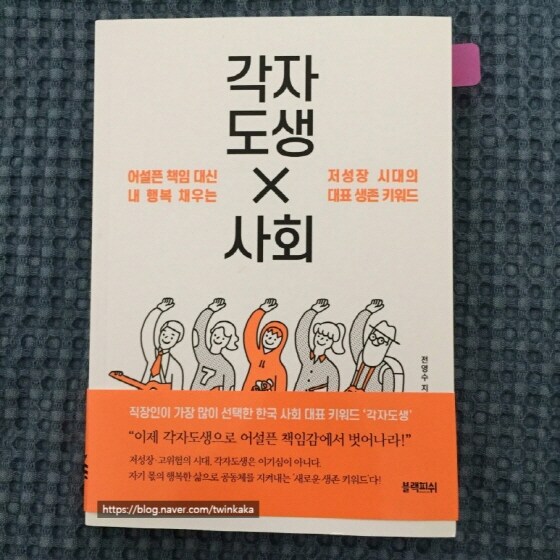 각자
도생
×
사회
어설픈 책임 대신
내 행복 채우는
저성장 시대의
대표 생존 키워드
전영수 지
직장인이 가장 많이 선택한 한국 사회 대표 키워드 '각자도생'
"이제 각자도생으로 어설픈 책임감에서 벗어나라!"
저성장·고위험의 시대, 각자도생은 이기심이 아니다.
자기 몫의 행복한 삶으로 공동체를 지켜내는 '새로운 생존 키워드'다!
블랙피쉬
7
https://blog.naver.com/twinkaka